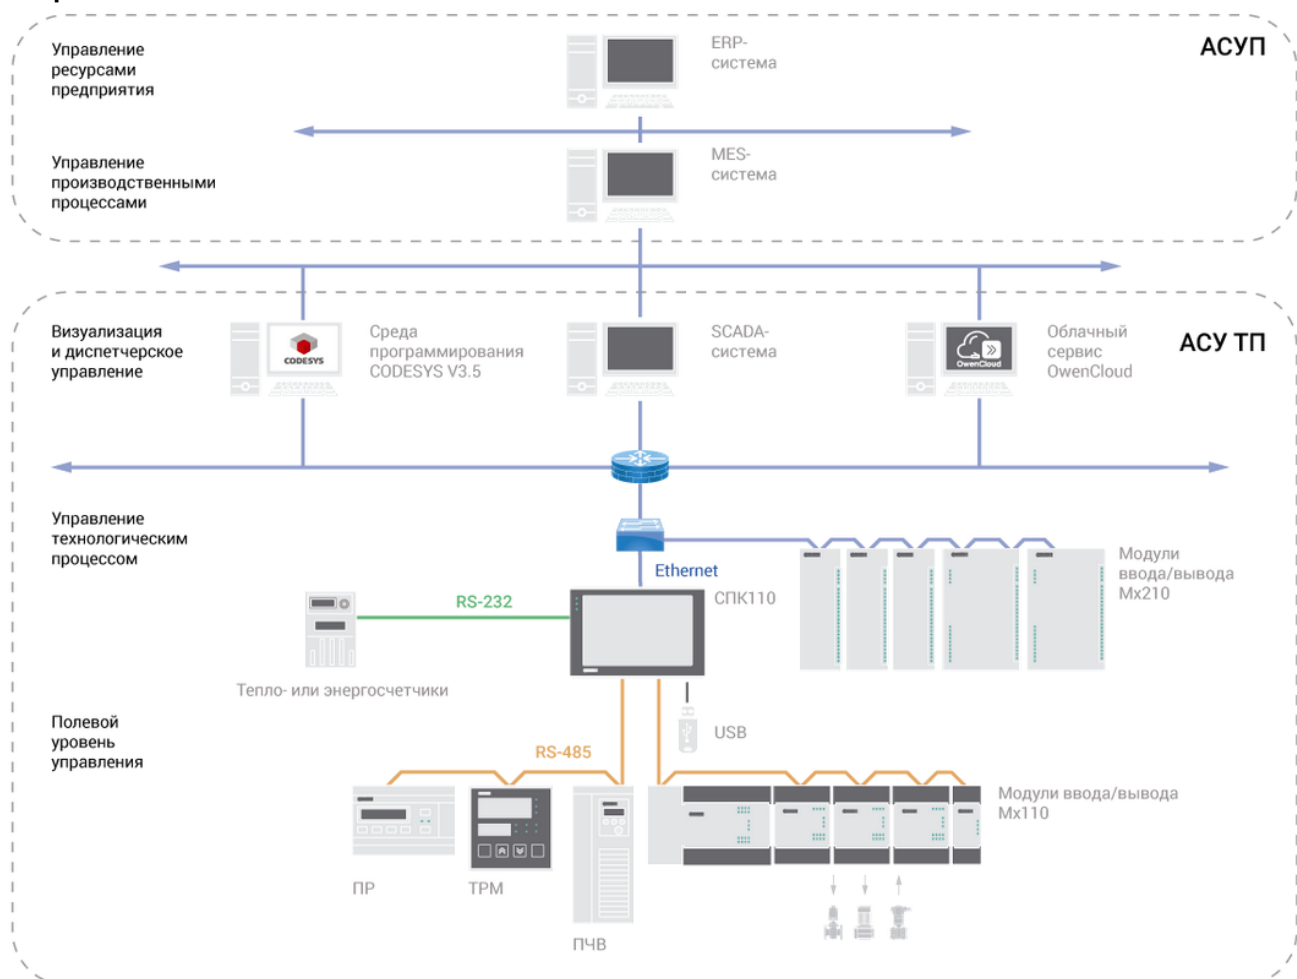 Управление
ресурсами
предприятия
ERP-
система
АСУП
Управление
производственными
процессами
MES-
система
Визуализация
и диспетчерское
управление
CODESYS
Среда
программирования
CODESYS V3.5
SCADA-
система
OwenCloud
Облачный
сервис
OwenCloud
АСУ ТП
Управление
технологическим
процессом
Ethernet
Модули
ввода/вывода
Мх210
RS-232
СПК110
Тепло- или энергосчетчики
Полевой
уровень
управления
USB
RS-485
Модули ввода/вывода
Мх110
ПР
ТРМ
ПЧВ